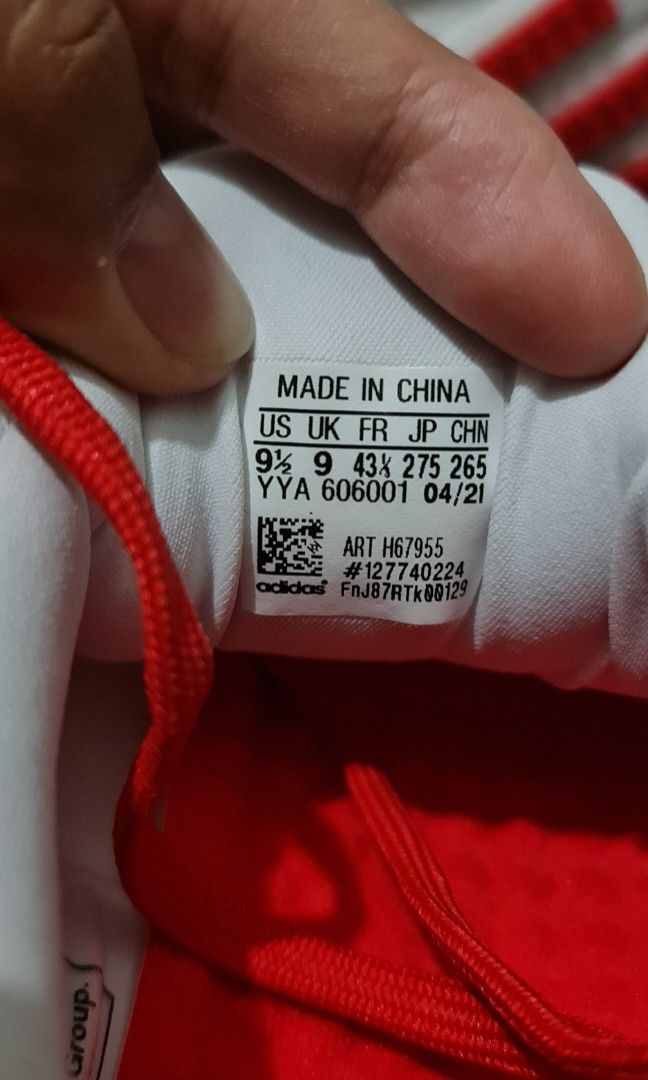 MADE IN CHINA
US UK FR JP CHN
9½ 9 43⅓ 275 265
YYA 606001 04/21
ART H67955
#127740224
adidas FnJ87RTk00129
Group.